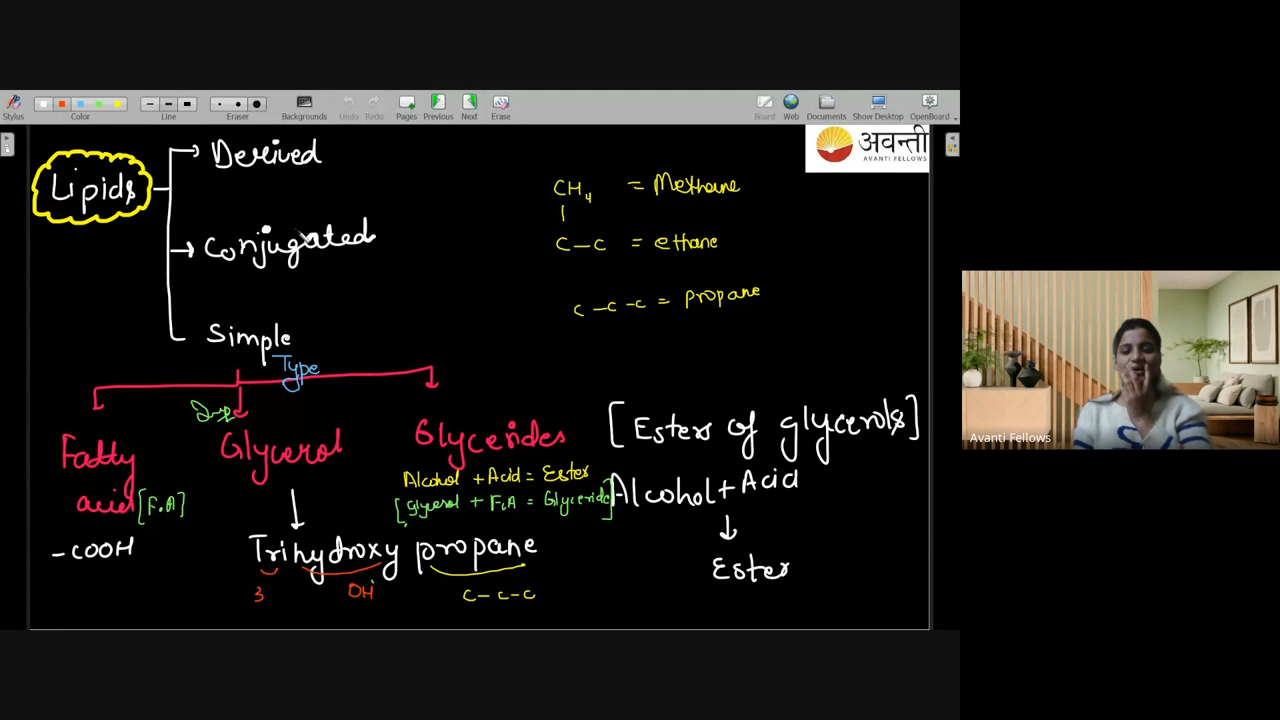 Stylus
Color
Line
Eraser
Backgrounds
Undo
Redo
Pages
Previous
Next
Erase
Board
Web
Documents
Show Desktop
OpenBoard
अवन्ती
AVANTI FELLOWS
Lipids
Derived
Conjugated
Simple
Type
CH4 = Methane
C - C = ethane
C - C - C = propane
Fatty
acid [F.A]
- COOH
Glycerol
Glycerides
[Esters of glycerols]
Alcohol + Acid = Ester
[Glycerol + F.A = Glyceride]
Alcohol + Acid
Ester
Trihydroxy propane
3
OH
C - C - C
Avanti Fellows